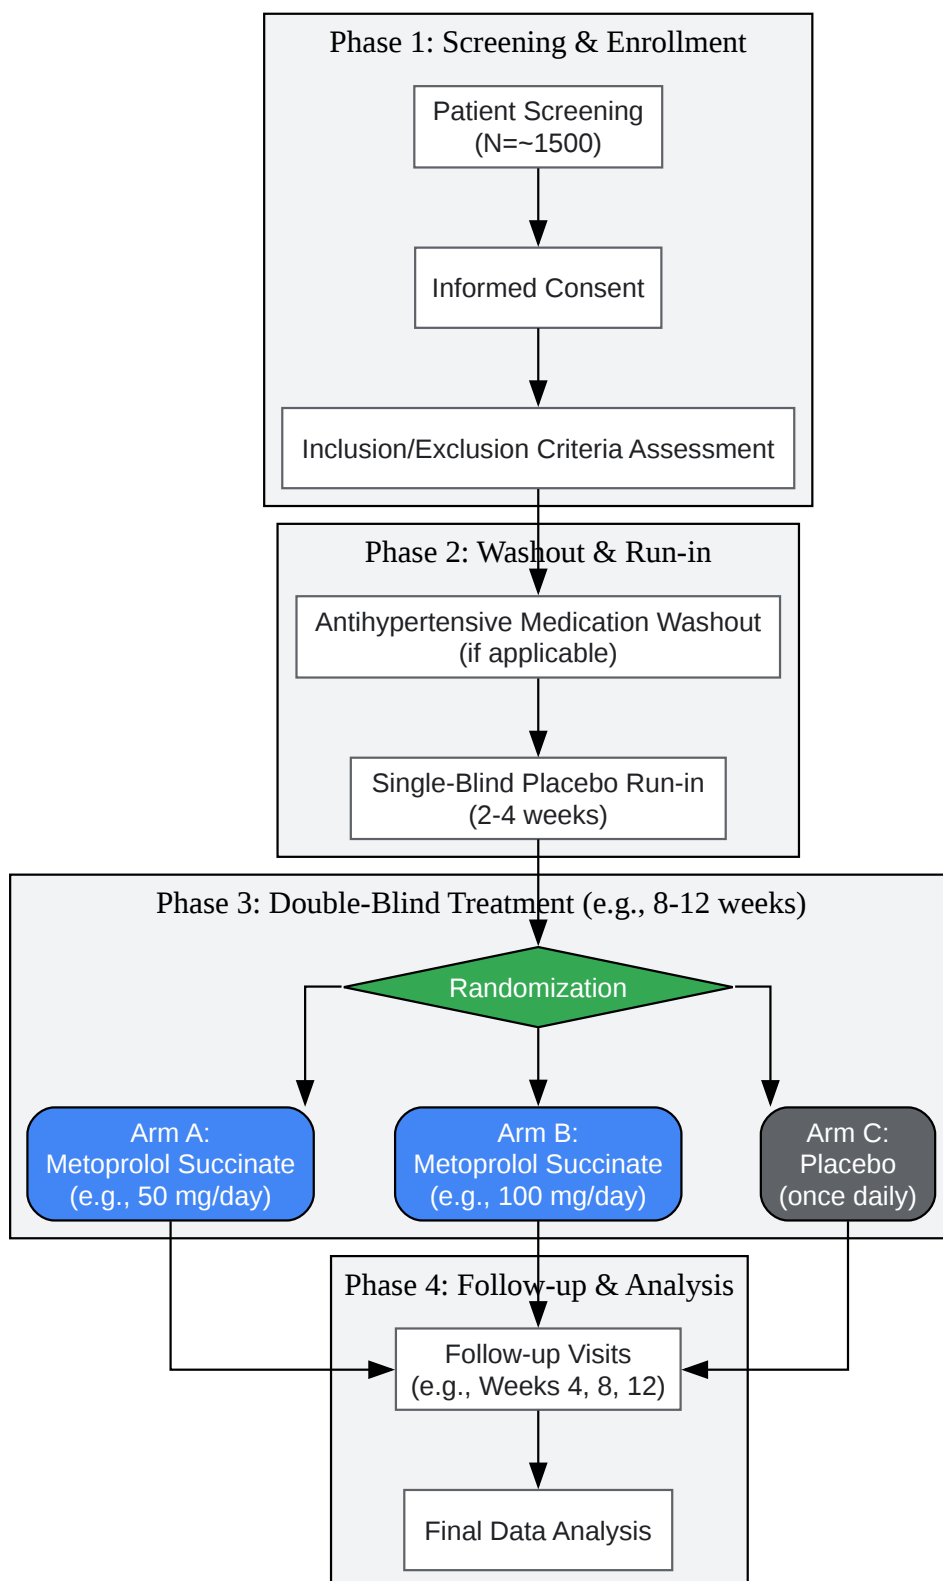 Phase 1: Screening & Enrollment
Patient Screening
(N=~1500)
Informed Consent
Inclusion/Exclusion Criteria Assessment
Phase 2: Washout & Run-in
Antihypertensive Medication Washout
(if applicable)
Single-Blind Placebo Run-in
(2-4 weeks)
Phase 3: Double-Blind Treatment (e.g., 8-12 weeks)
Randomization
Arm A:
Metoprolol Succinate
(e.g., 50 mg/day)
Arm B:
Metoprolol Succinate
(e.g., 100 mg/day)
Arm C:
Placebo
(once daily)
Phase 4: Follow-up & Analysis
Follow-up Visits
(e.g., Weeks 4, 8, 12)
Final Data Analysis